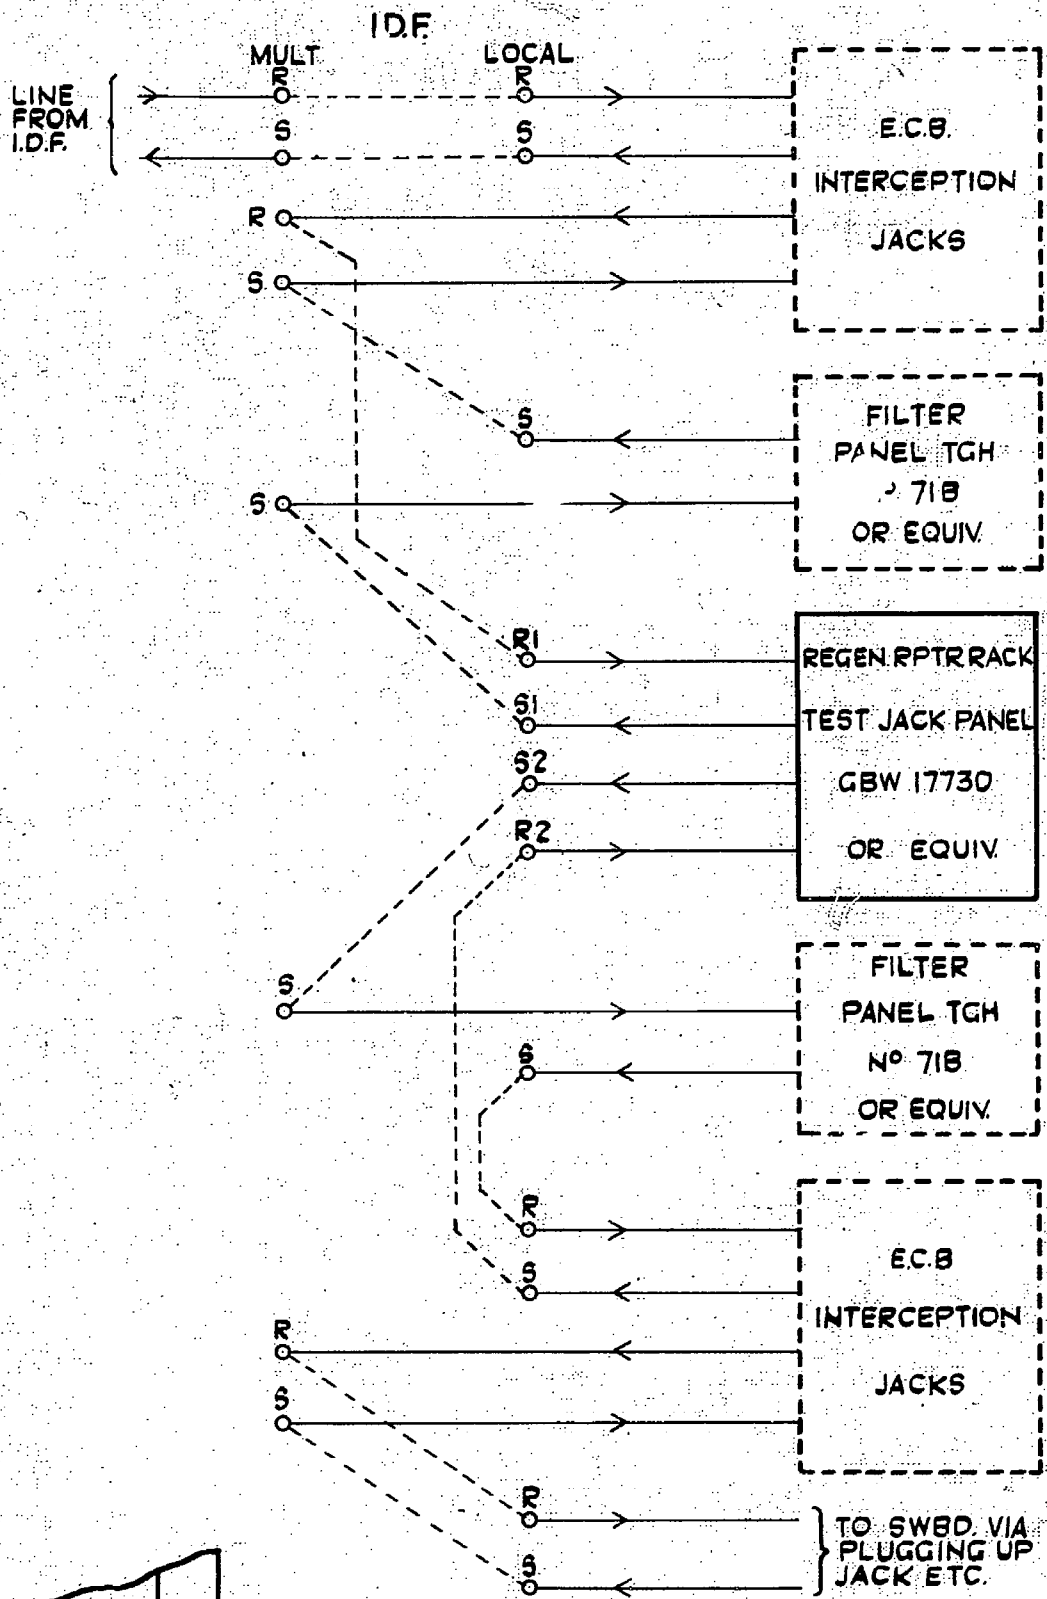 I.D.F.
MULT
LOCAL
R
R
LINE
FROM
I.D.F.
S
S
E.C.B.
INTERCEPTION
JACKS
R
S
FILTER
PANEL TGH
71B
OR EQUIV.
S
S
R1
REGEN RPTR RACK
S1
TEST JACK PANEL
S2
GBW 17730
R2
OR EQUIV.
FILTER
S
PANEL TGH
S
Nº 71B
OR EQUIV.
R
E.C.B
S
INTERCEPTION
R
JACKS
S
R
TO SWBD. VIA
PLUGGING UP
JACK ETC.
S